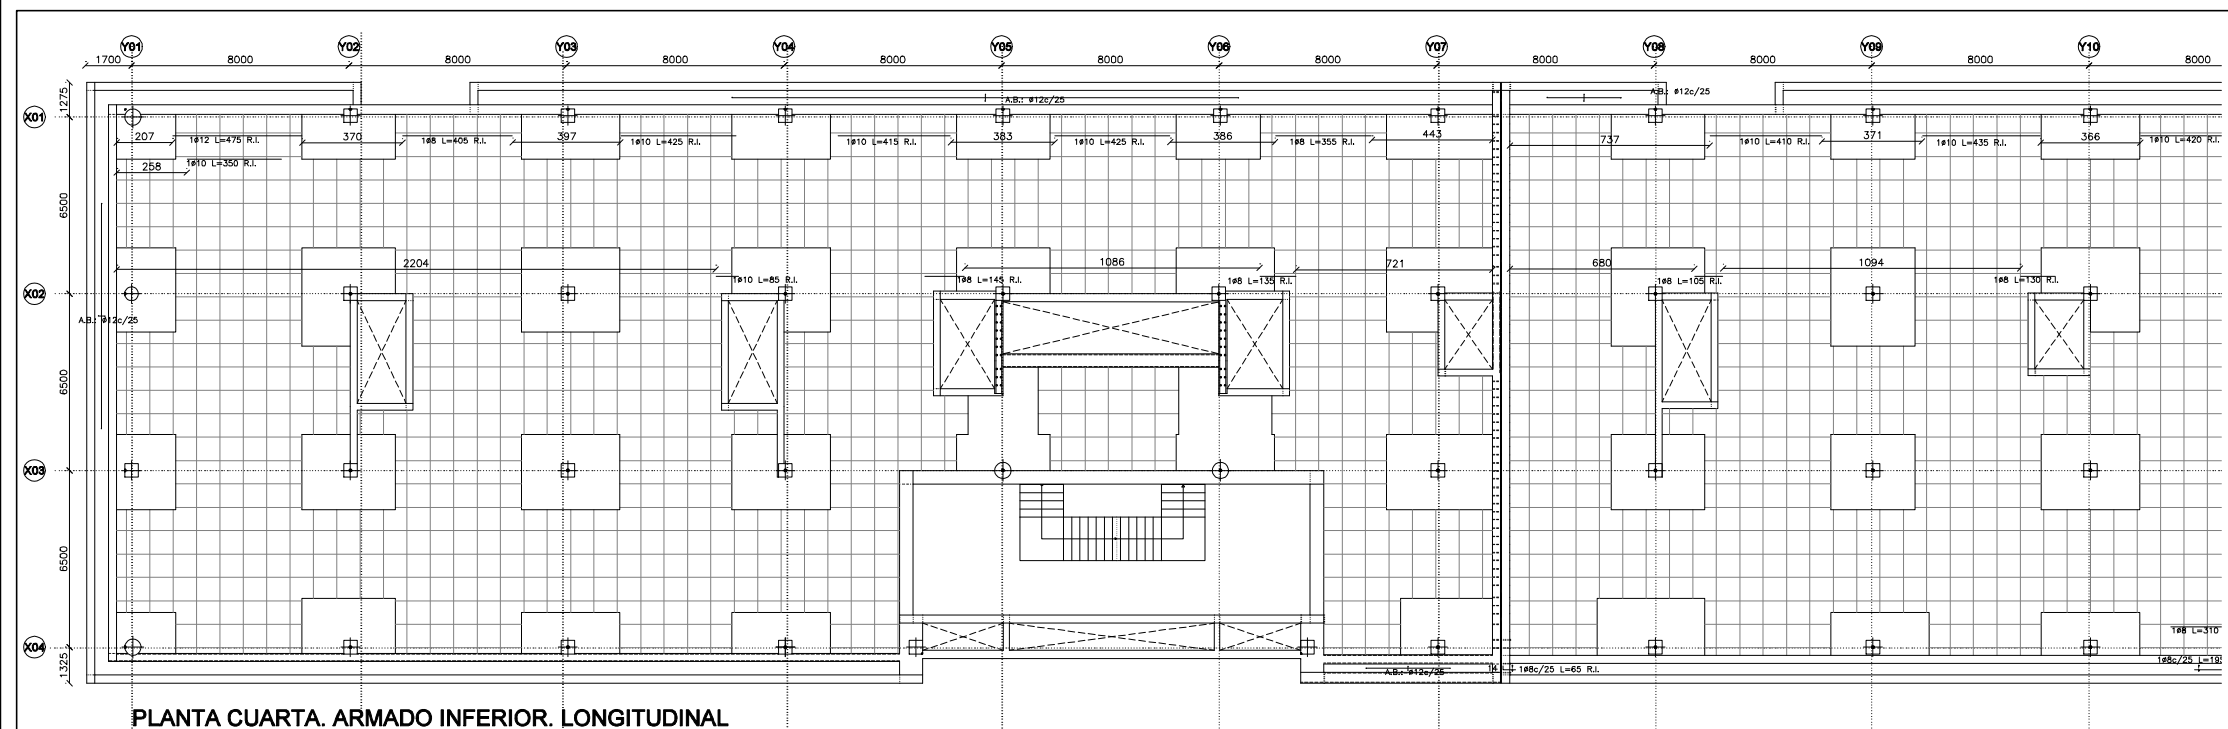 Y01 Y02 Y03 Y04 Y05 Y06 Y07 Y08 Y09 Y10
1700 8000 8000 8000 8000 8000 8000 8000 8000 8000 8000
1275
A.B.: ø12c/25
A.B.: ø12c/25
X01
207 1ø12 L=475 R.I. 370 1ø8 L=405 R.I. 397 1ø10 L=425 R.I. 1ø10 L=415 R.I. 383 1ø10 L=425 R.I. 386 1ø8 L=355 R.I. 443 737 1ø10 L=410 R.I. 371 1ø10 L=435 R.I. 366 1ø10 L=420 R.I.
258 1ø10 L=350 R.I.
6500
2204 1ø10 L=85 R.I. 1ø8 L=145 R.I. 1086 1ø8 L=135 R.I. 721 680 1ø8 L=105 R.I. 1094 1ø8 L=130 R.I.
X02
A.B.: ø12c/25
6500
X03
6500
X04
1ø8 L=310
1325
A.B.: ø12c/25 1ø8c/25 L=65 R.I. 1ø8c/25 L=195
PLANTA CUARTA. ARMADO INFERIOR. LONGITUDINAL